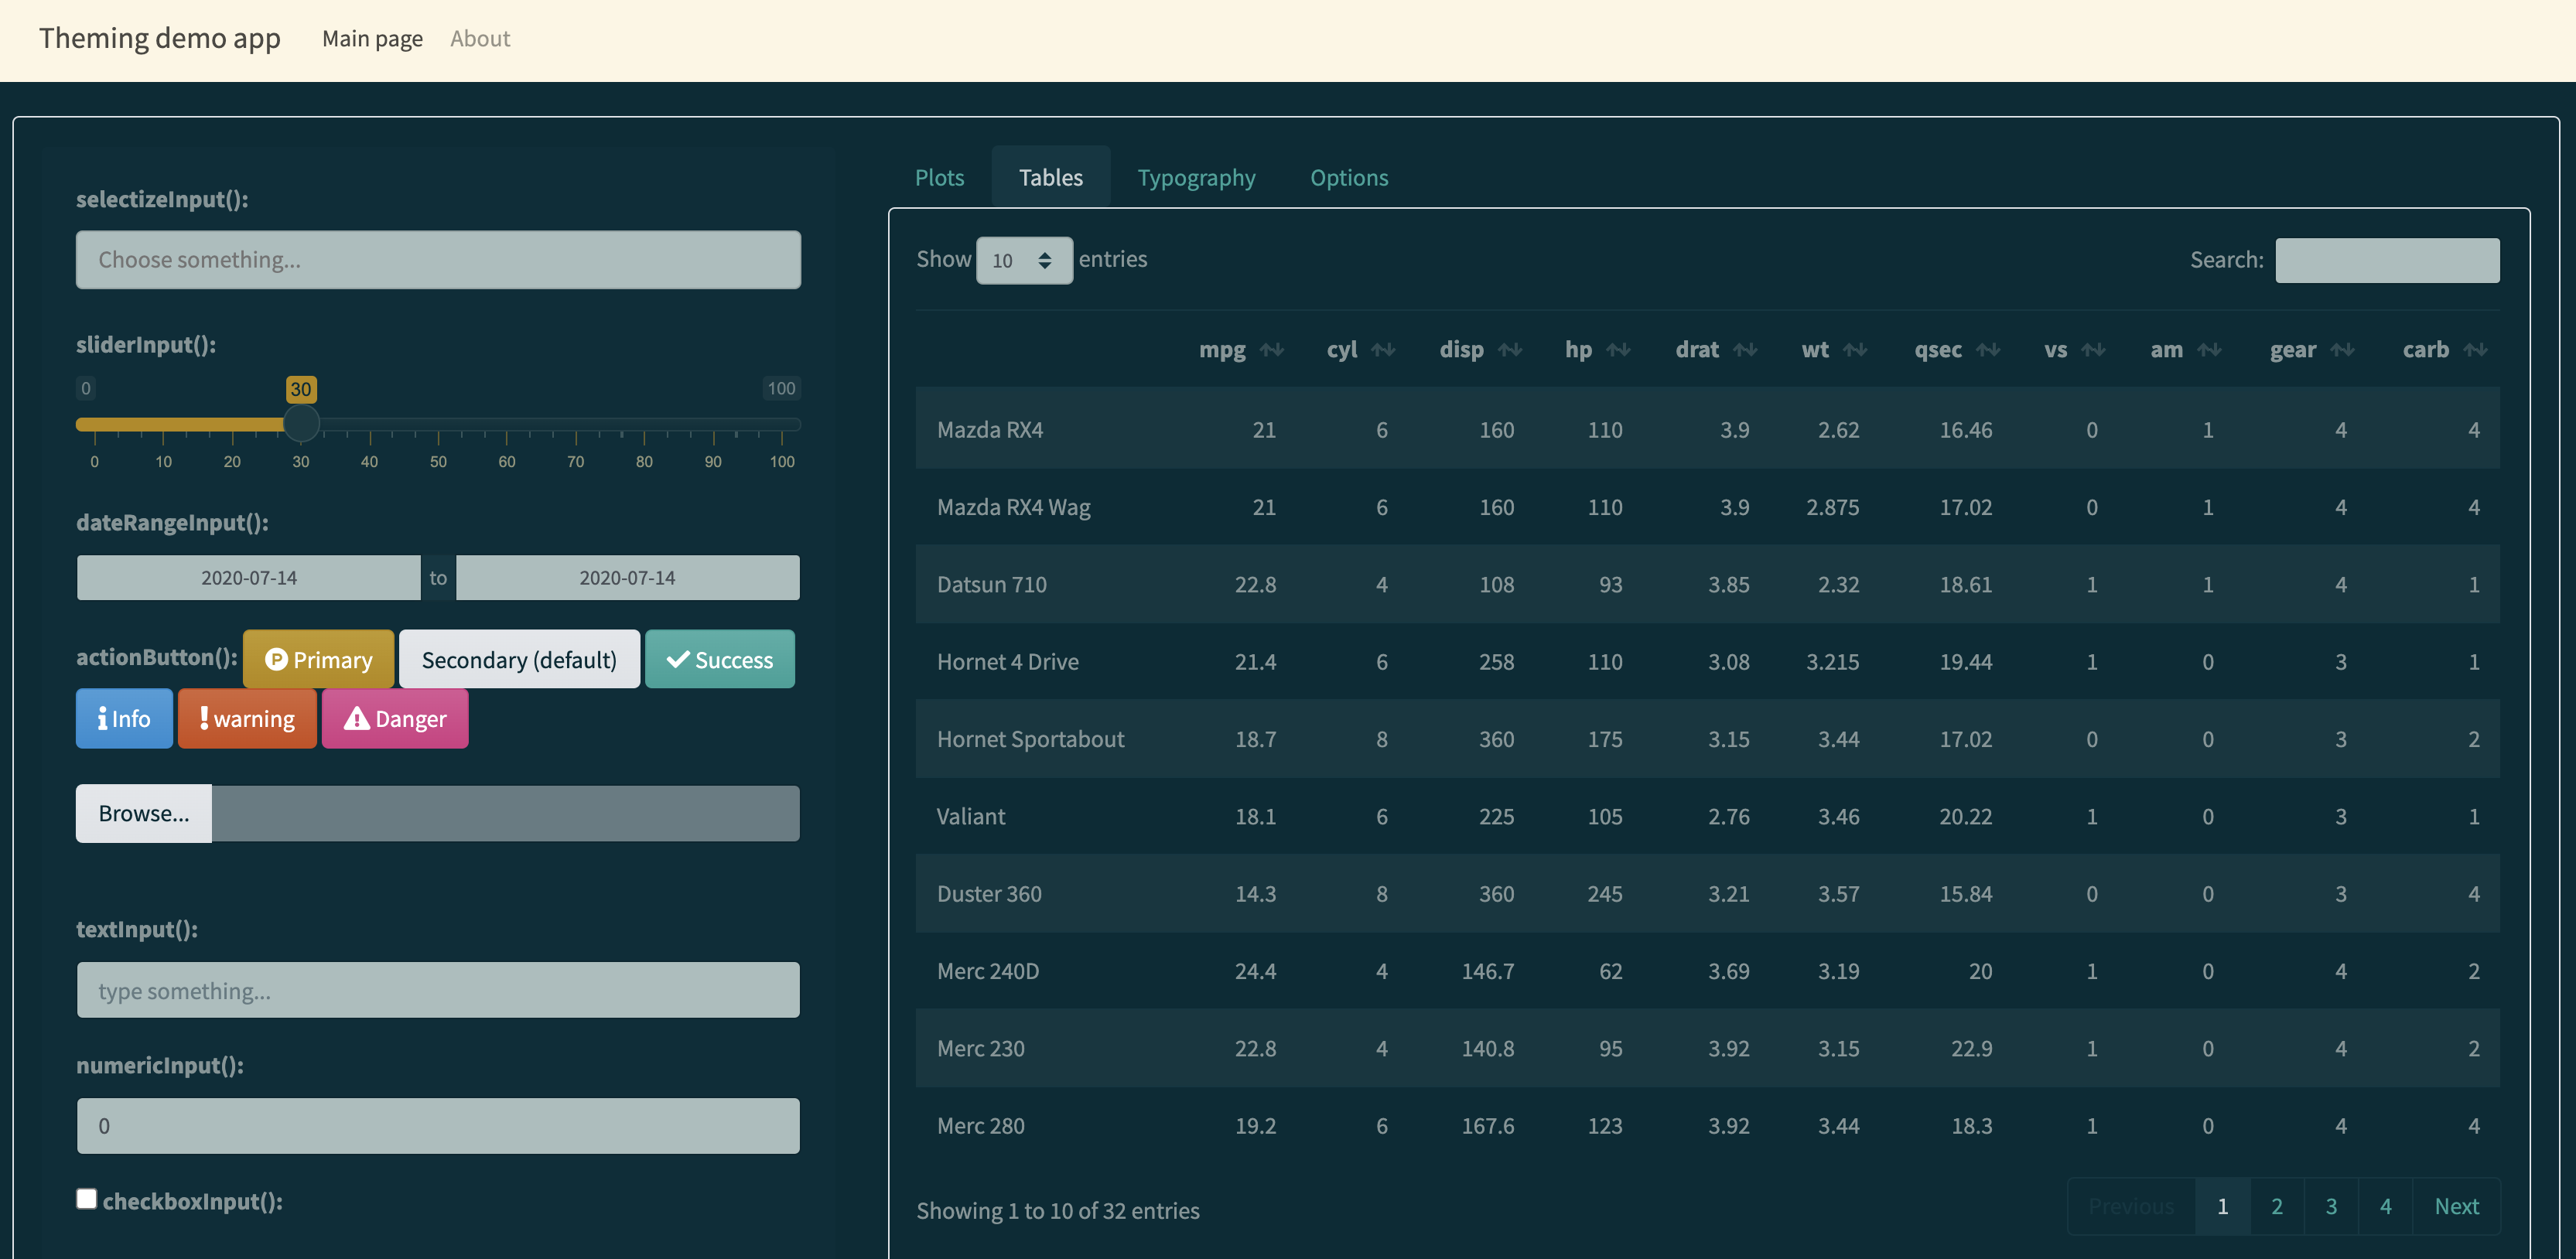 Theming demo app Main page About
selectizeInput():
Choose something...
sliderInput():
0 30 100
0 10 20 30 40 50 60 70 80 90 100
dateRangeInput():
2020-07-14 to 2020-07-14
actionButton(): Primary Secondary (default) Success
Info warning Danger
Browse...
textInput():
type something...
numericInput():
0
checkboxInput():
Plots Tables Typography Options
Show 10 entries Search:
mpg cyl disp hp drat wt qsec vs am gear carb
Mazda RX4 21 6 160 110 3.9 2.62 16.46 0 1 4 4
Mazda RX4 Wag 21 6 160 110 3.9 2.875 17.02 0 1 4 4
Datsun 710 22.8 4 108 93 3.85 2.32 18.61 1 1 4 1
Hornet 4 Drive 21.4 6 258 110 3.08 3.215 19.44 1 0 3 1
Hornet Sportabout 18.7 8 360 175 3.15 3.44 17.02 0 0 3 2
Valiant 18.1 6 225 105 2.76 3.46 20.22 1 0 3 1
Duster 360 14.3 8 360 245 3.21 3.57 15.84 0 0 3 4
Merc 240D 24.4 4 146.7 62 3.69 3.19 20 1 0 4 2
Merc 230 22.8 4 140.8 95 3.92 3.15 22.9 1 0 4 2
Merc 280 19.2 6 167.6 123 3.92 3.44 18.3 1 0 4 4
Showing 1 to 10 of 32 entries
Previous 1 2 3 4 Next